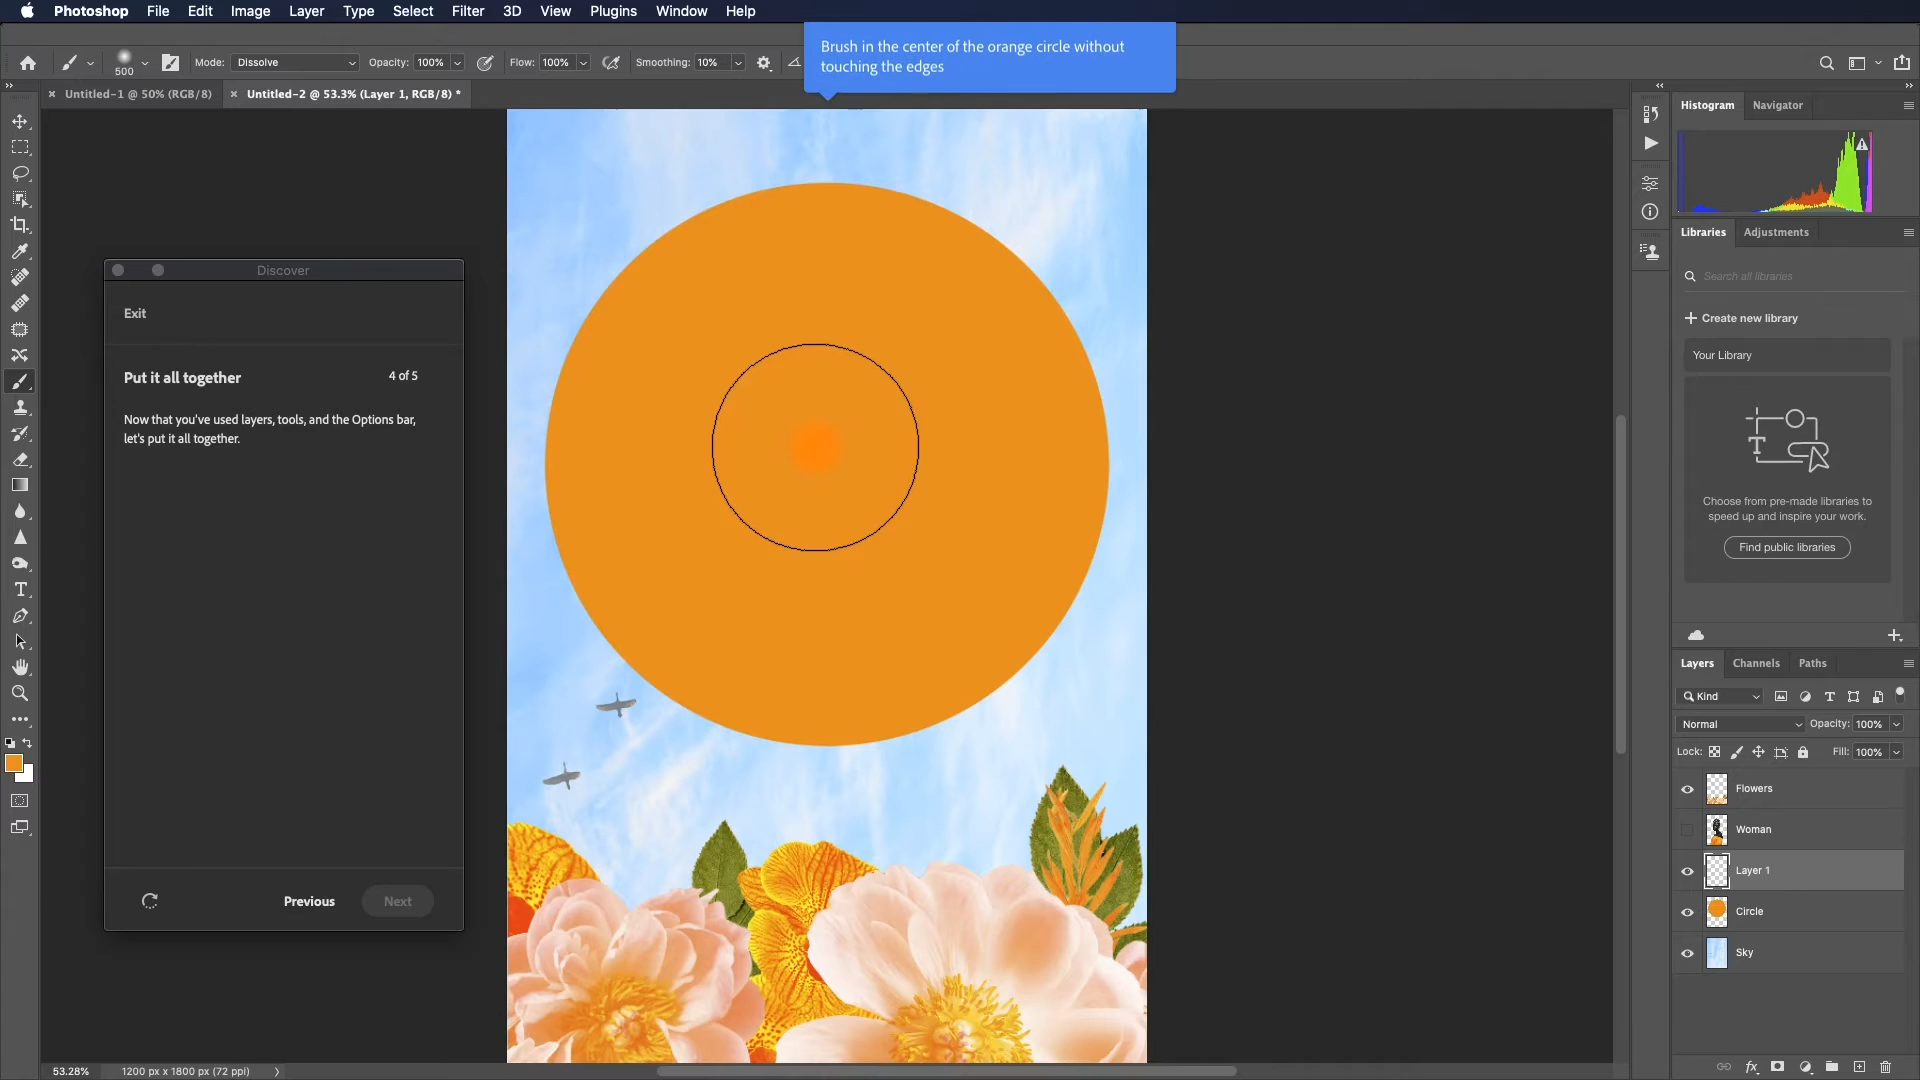 Photoshop File Edit Image Layer Type Select Filter 3D View Plugins Window Help
Brush in the center of the orange circle without
touching the edges
500 Mode: Dissolve Opacity: 100% Flow: 100% Smoothing: 10%
Untitled-1 @ 50% (RGB/8) Untitled-2 @ 53.3% (Layer 1, RGB/8) *
Discover
Exit
Put it all together 4 of 5
Now that you've used layers, tools, and the Options bar,
let's put it all together.
Previous Next
53.28% 1200 px x 1800 px (72 ppi)
Histogram Navigator
Libraries Adjustments
Search all libraries
Create new library
Your Library
Choose from pre-made libraries to
speed up and inspire your work.
Find public libraries
Layers Channels Paths
Kind
Normal Opacity: 100%
Lock: Fill: 100%
Flowers
Woman
Layer 1
Circle
Sky